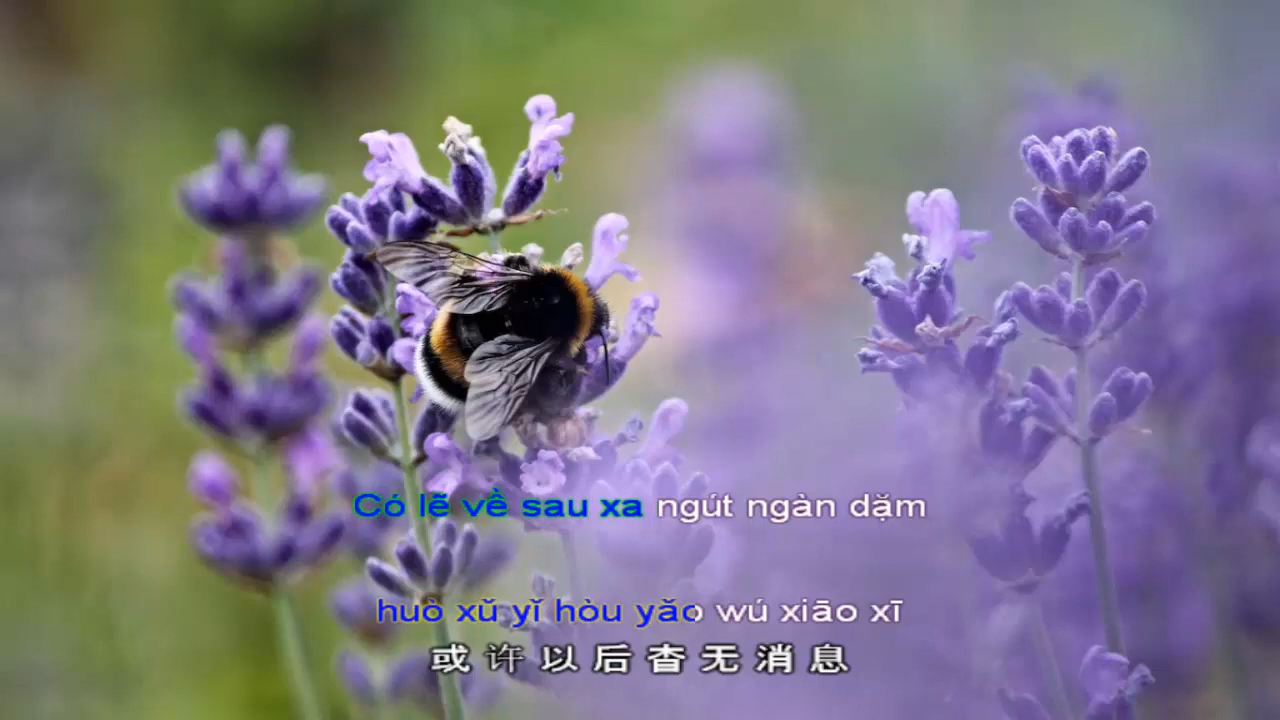 Có lẽ về sau xa ngút ngàn dặm
huò xǔ yǐ hòu yǎo wú xiāo xī
或许以后杳无消息